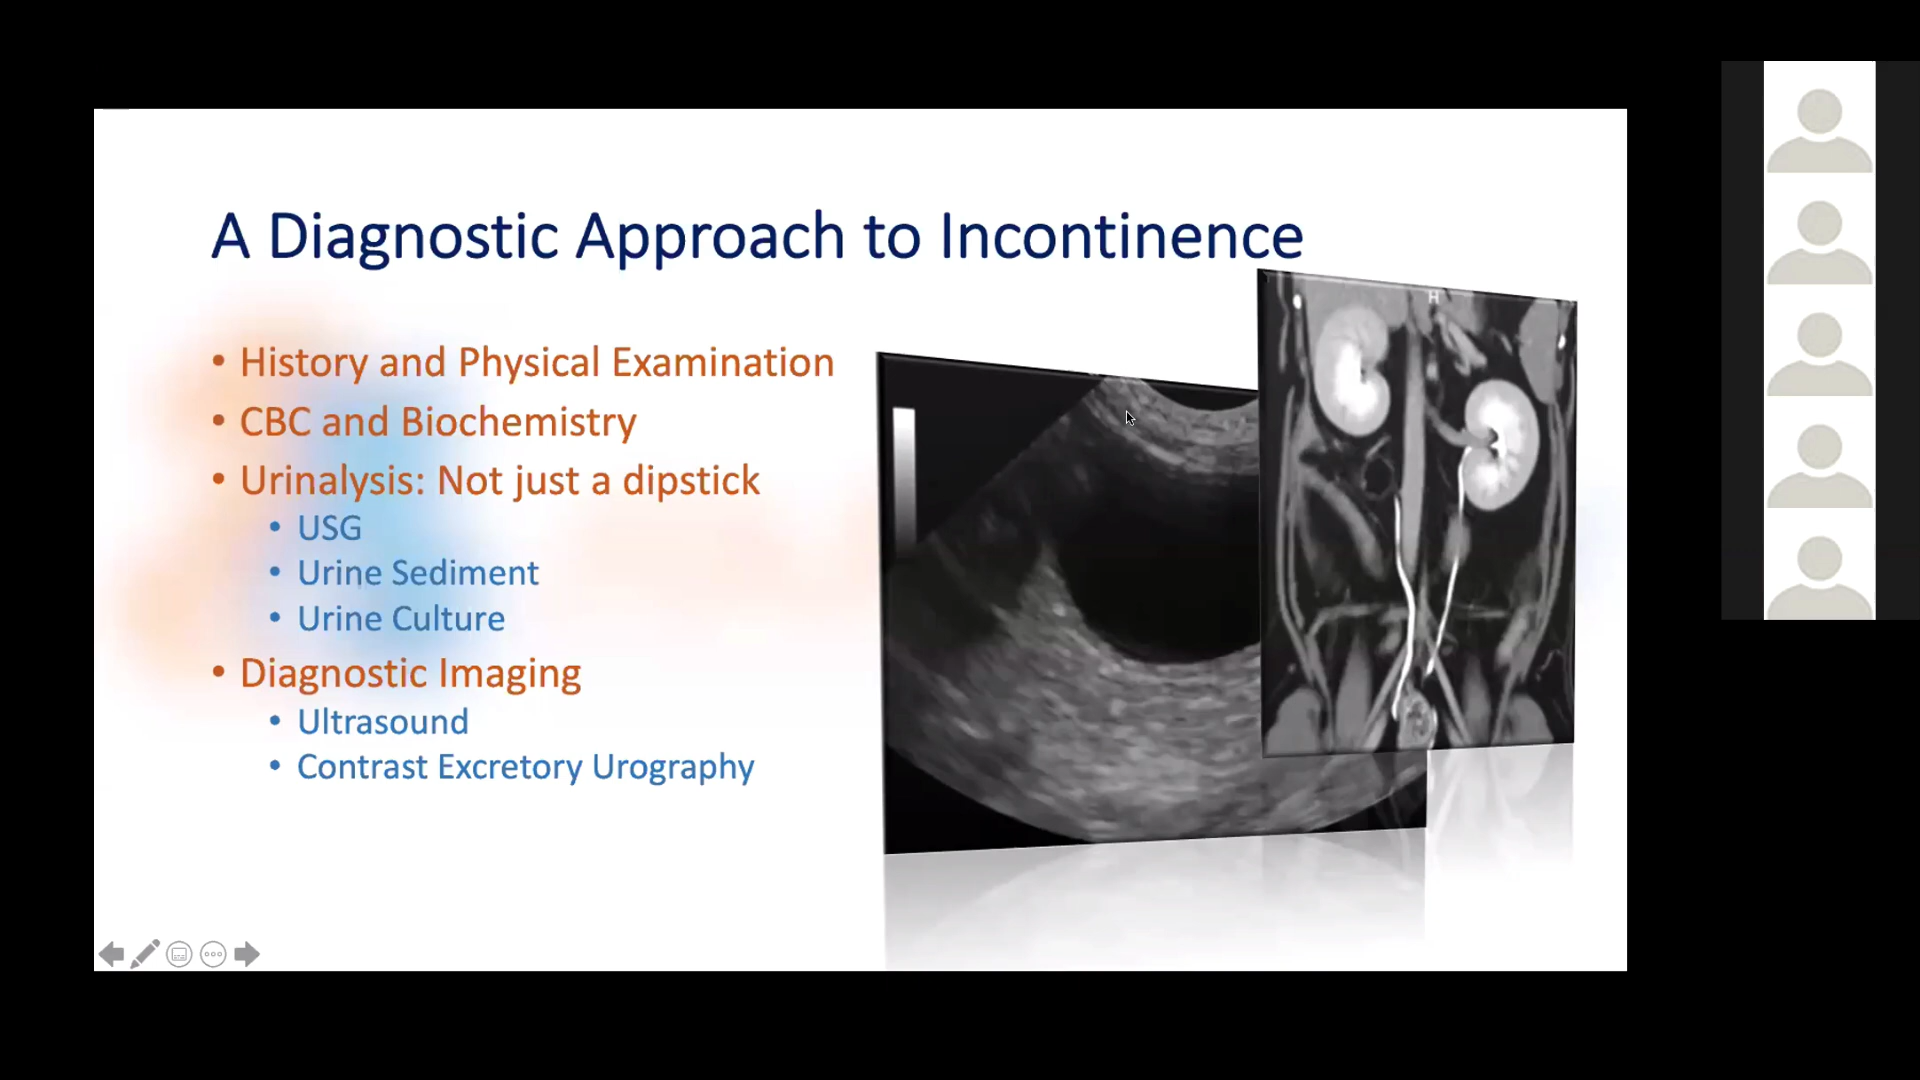 A Diagnostic Approach to Incontinence
• History and Physical Examination
• CBC and Biochemistry
• Urinalysis: Not just a dipstick
• USG
• Urine Sediment
• Urine Culture
• Diagnostic Imaging
• Ultrasound
• Contrast Excretory Urography
H